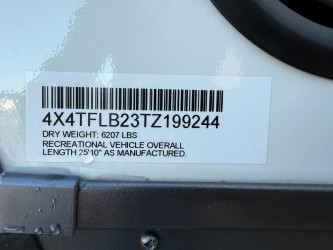 4X4TFLB23TZ199244
DRY WEIGHT: 6207 LBS
RECREATIONAL VEHICLE OVERALL
LENGTH 25'10" AS MANUFACTURED.